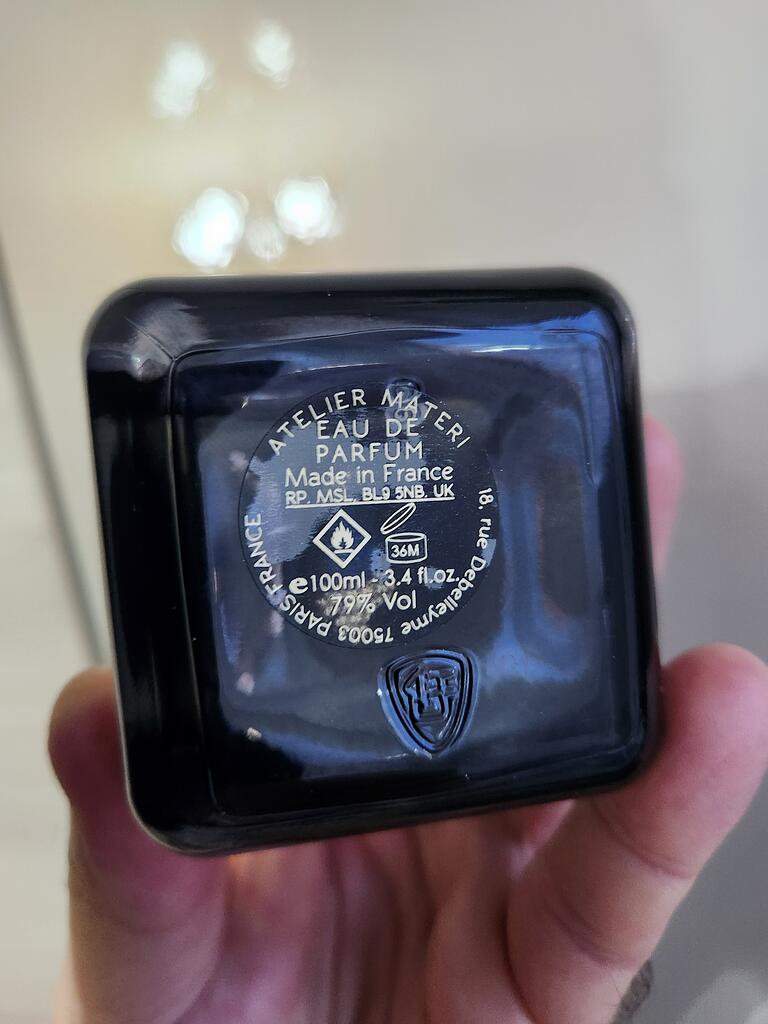 ATELIER MATERI
EAU DE
PARFUM
Made in France
RP. MSL, BL9 5NB. UK
36M
e100ml - 3.4 fl.oz.
79% Vol
18, rue Debelleyme 75003 PARIS FRANCE